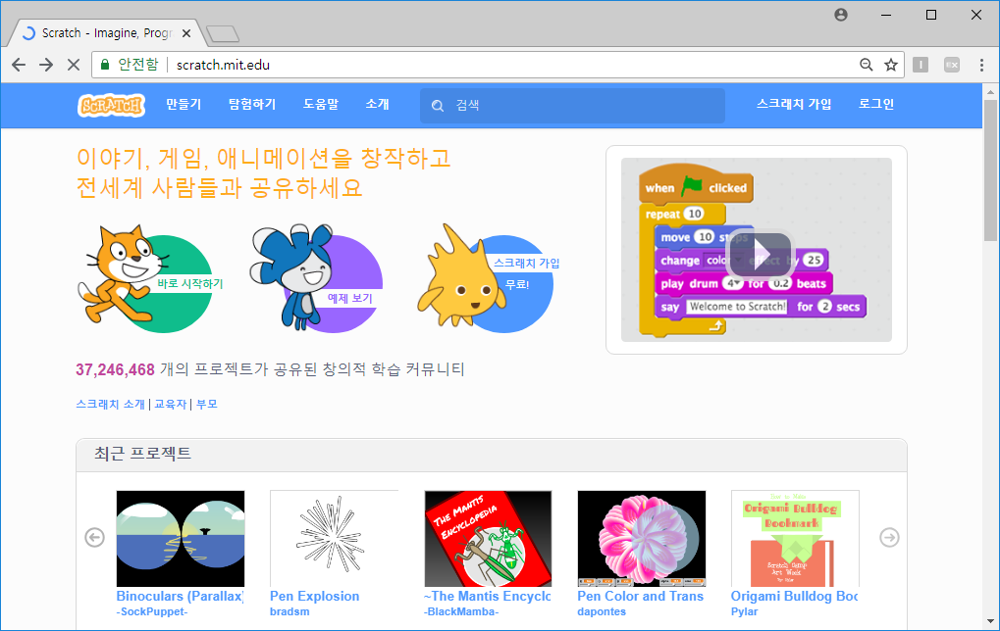 Scratch - Imagine, Progr
안전함 | scratch.mit.edu
SCRATCH 만들기 탐험하기 도움말 소개 검색 스크래치 가입 로그인
이야기, 게임, 애니메이션을 창작하고
전세계 사람들과 공유하세요
바로 시작하기
예제 보기
스크래치 가입
무료!
when clicked
repeat 10
move 10 steps
change color effect by 25
play drum 4 for 0.2 beats
say Welcome to Scratch! for 2 secs
37,246,468 개의 프로젝트가 공유된 창의적 학습 커뮤니티
스크래치 소개 | 교육자 | 부모
최근 프로젝트
THE MANTIS
ENCYCLOPEDIA
Origami Bulldog
Bookmark
Scratch Camp
Art Week
Binoculars (Parallax)
-SockPuppet-
Pen Explosion
bradsm
~The Mantis Encyclo
-BlackMamba-
Pen Color and Trans
dapontes
Origami Bulldog Boo
Pylar